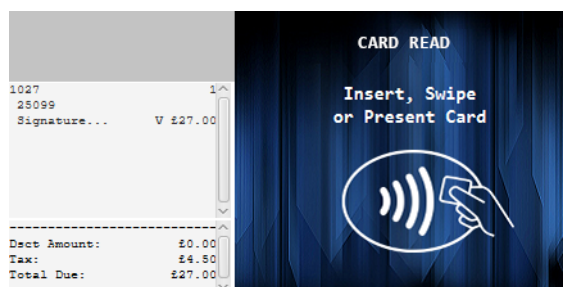 CARD READ
Insert, Swipe
or Present Card
1027 1
25099
Signature... V £27.00
Dsct Amount: £0.00
Tax: £4.50
Total Due: £27.00